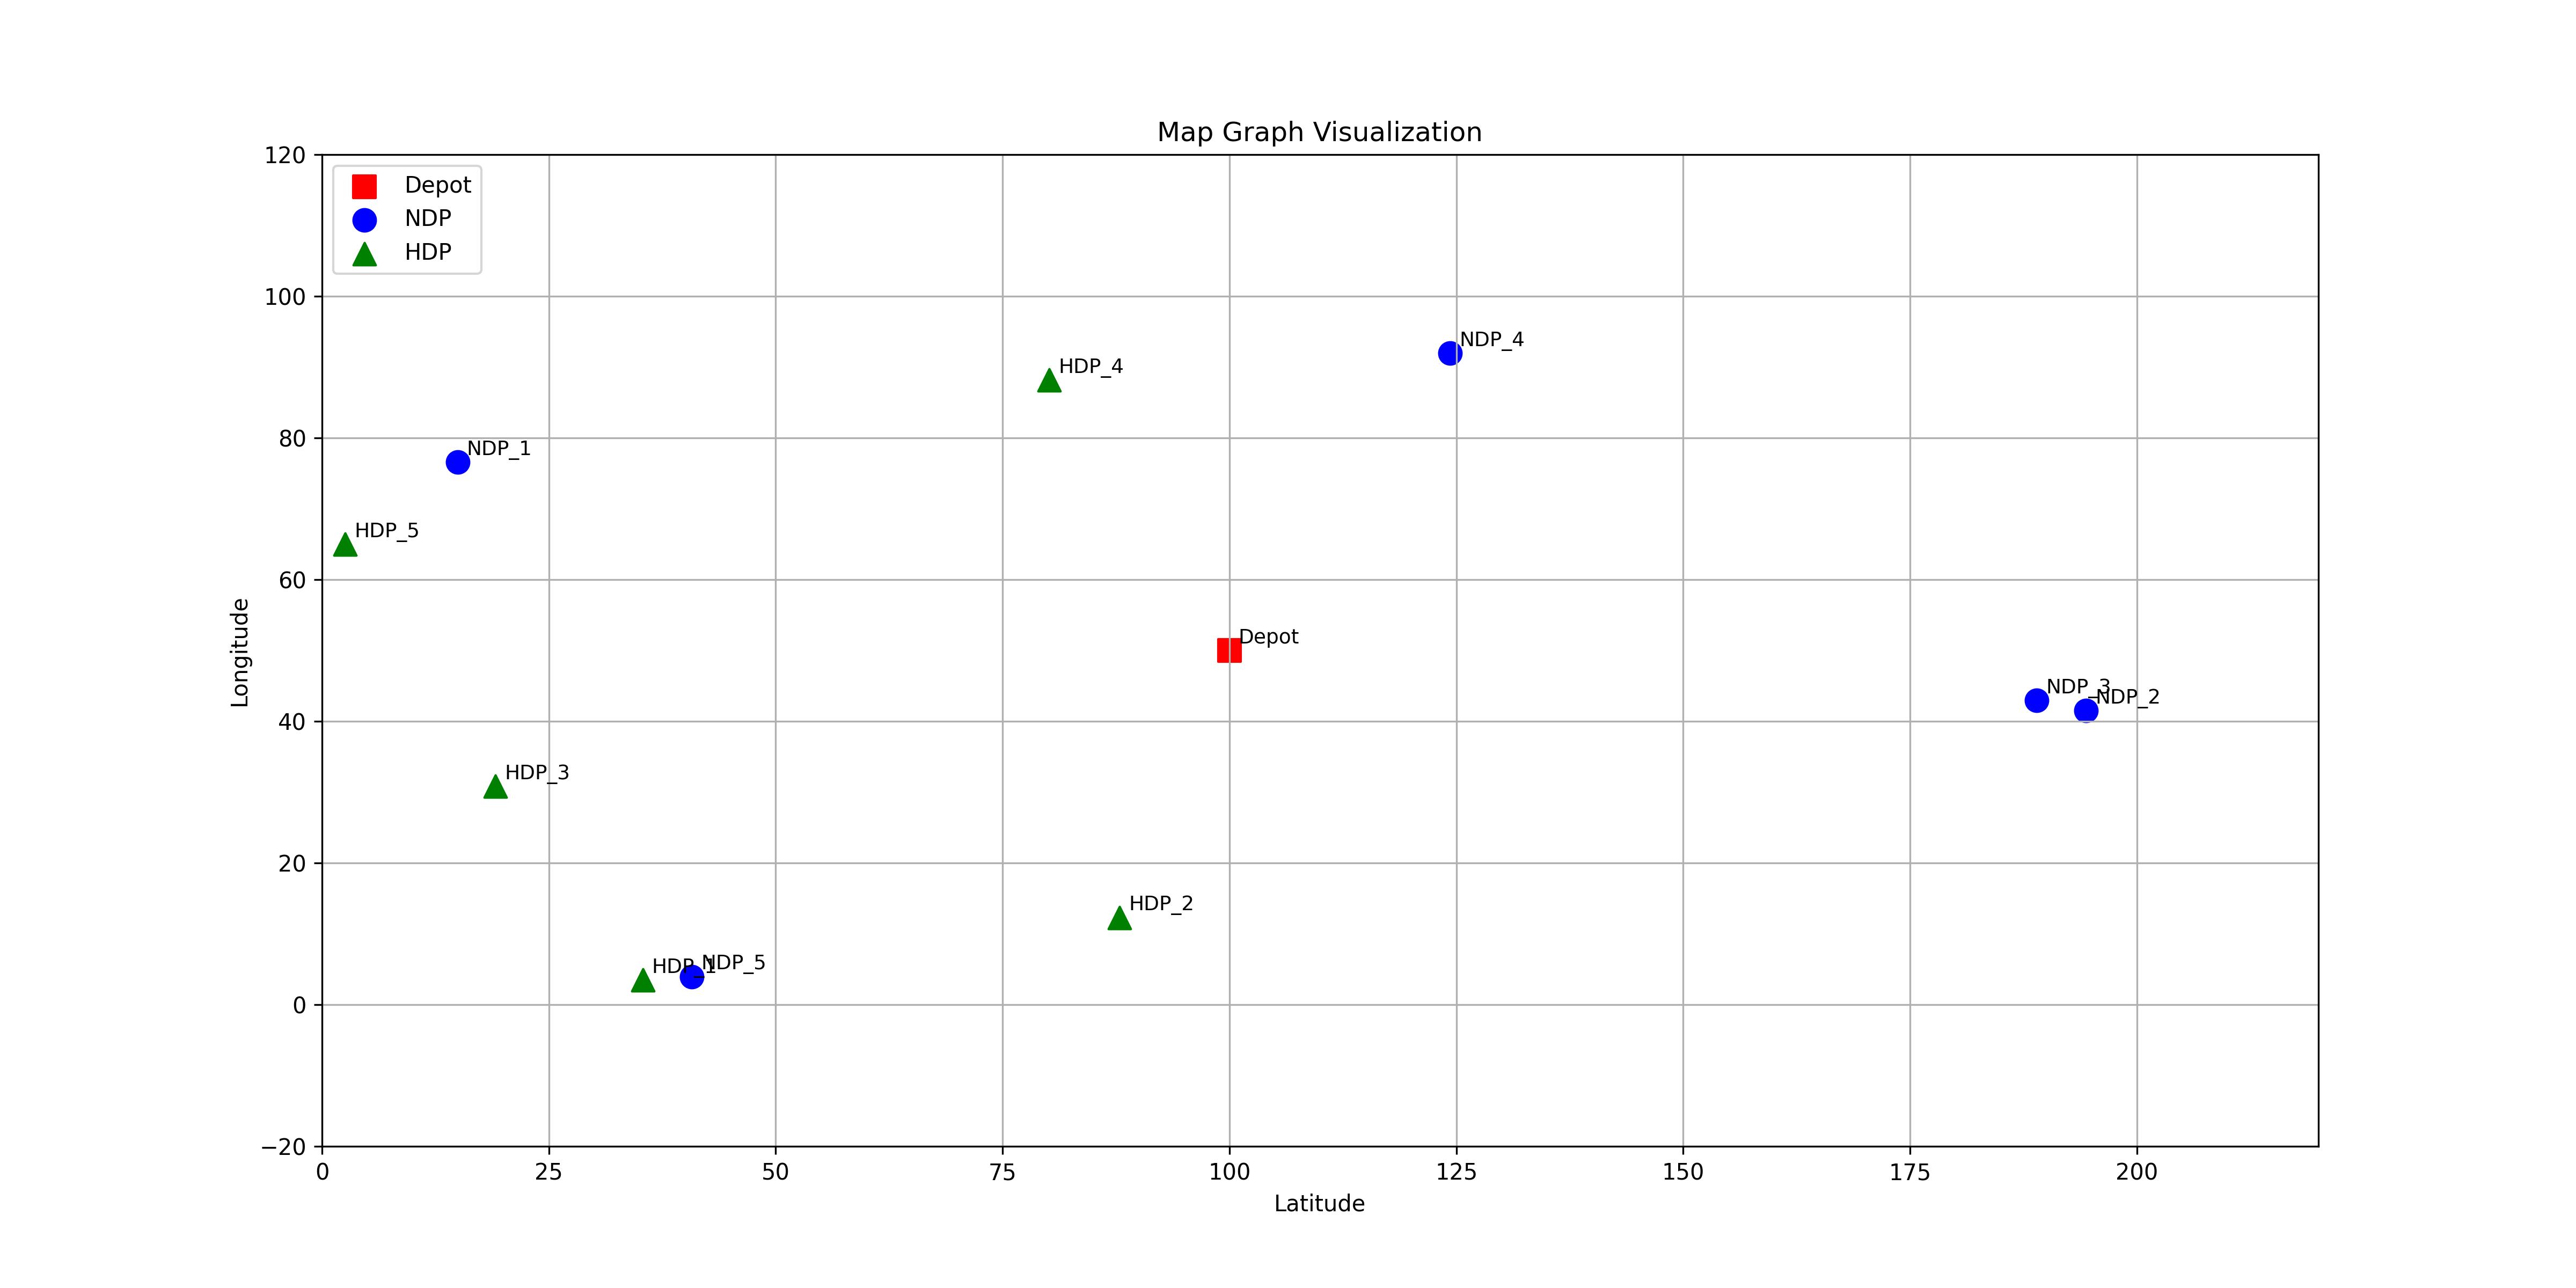 Map Graph Visualization
Depot
NDP
HDP
120
100
80
60
40
20
0
−20
Longitude
NDP_4
HDP_4
NDP_1
HDP_5
Depot
NDP_3
NDP_2
HDP_3
HDP_2
HDP_1
NDP_5
0 25 50 75 100 125 150 175 200
Latitude